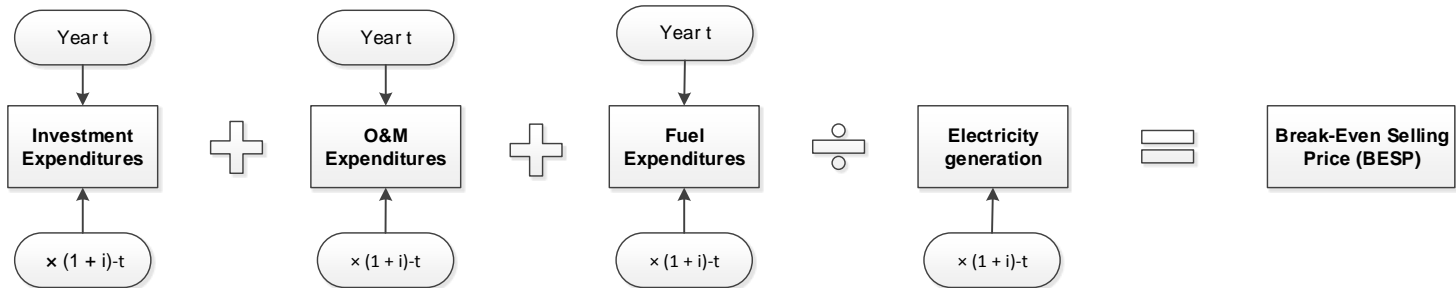 Year t
Year t
Year t
Investment
Expenditures
O&M
Expenditures
Fuel
Expenditures
Electricity
generation
Break-Even Selling
Price (BESP)
× (1 + i)-t
× (1 + i)-t
× (1 + i)-t
× (1 + i)-t